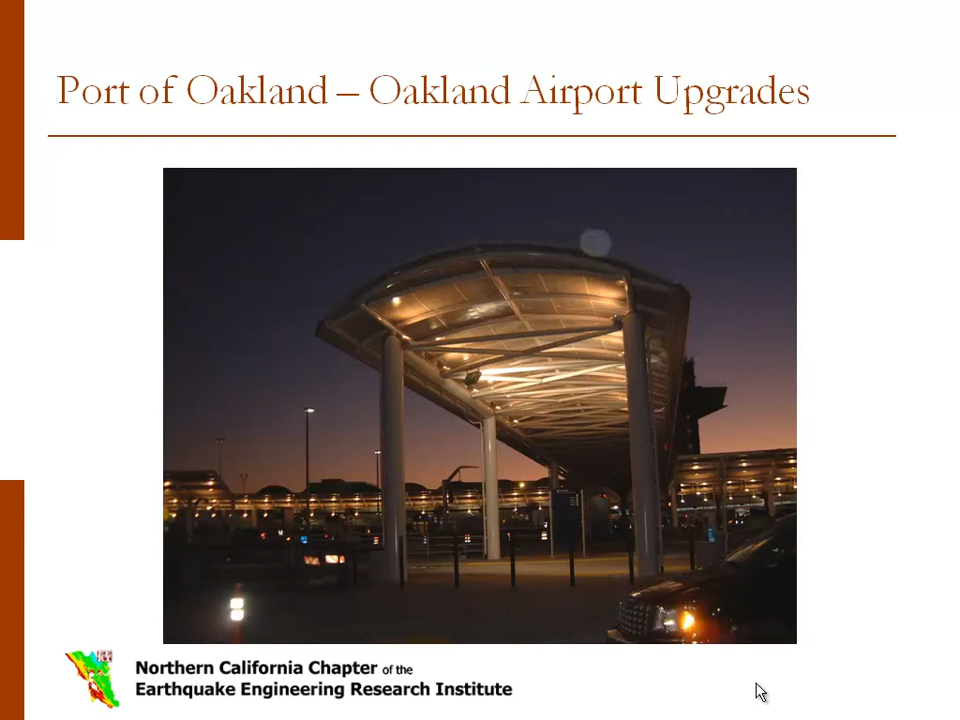 Port of Oakland – Oakland Airport Upgrades
Northern California Chapter of the
Earthquake Engineering Research Institute